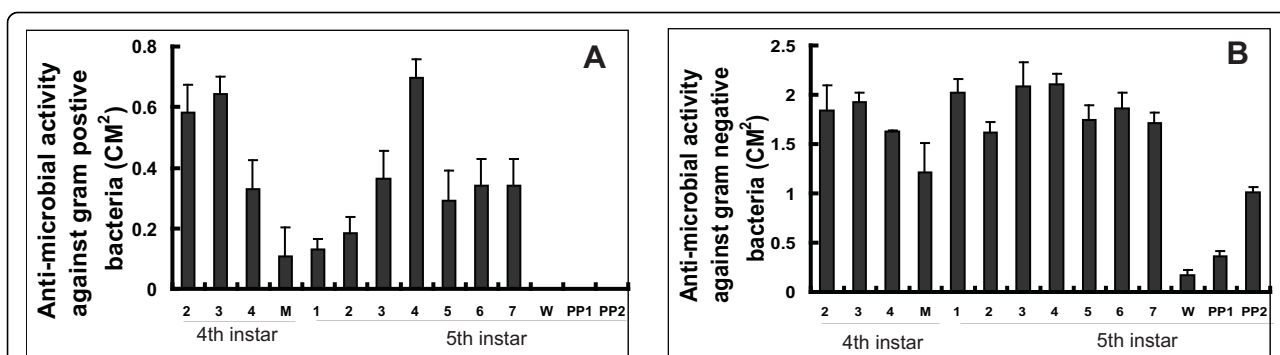 A
Anti-microbial activity
against gram postive
bacteria (CM²)
0.8
0.6
0.4
0.2
0
2 3 4 M 1 2 3 4 5 6 7 W PP1 PP2
4th instar 5th instar
B
Anti-microbial activity
against gram negative
bacteria (CM²)
2.5
2
1.5
1
0.5
0
2 3 4 M 1 2 3 4 5 6 7 W PP1 PP2
4th instar 5th instar